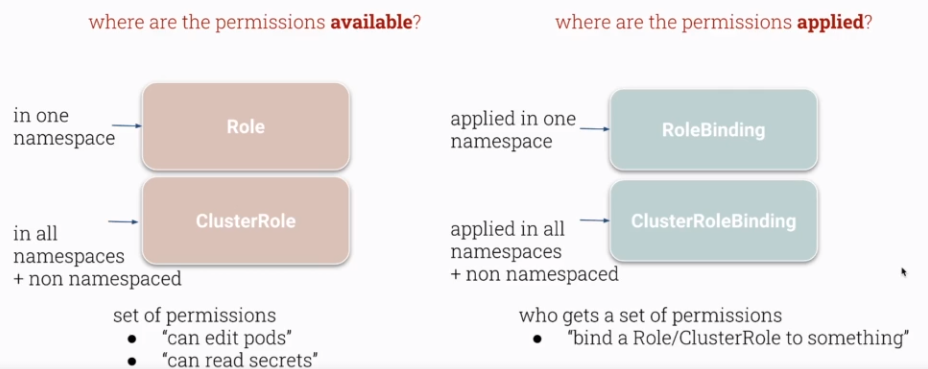 where are the permissions available?
where are the permissions applied?
in one
namespace
Role
applied in one
namespace
RoleBinding
in all
namespaces
+ non namespaced
ClusterRole
applied in all
namespaces
+ non namespaced
ClusterRoleBinding
set of permissions
● "can edit pods"
● "can read secrets"
who gets a set of permissions
● "bind a Role/ClusterRole to something"